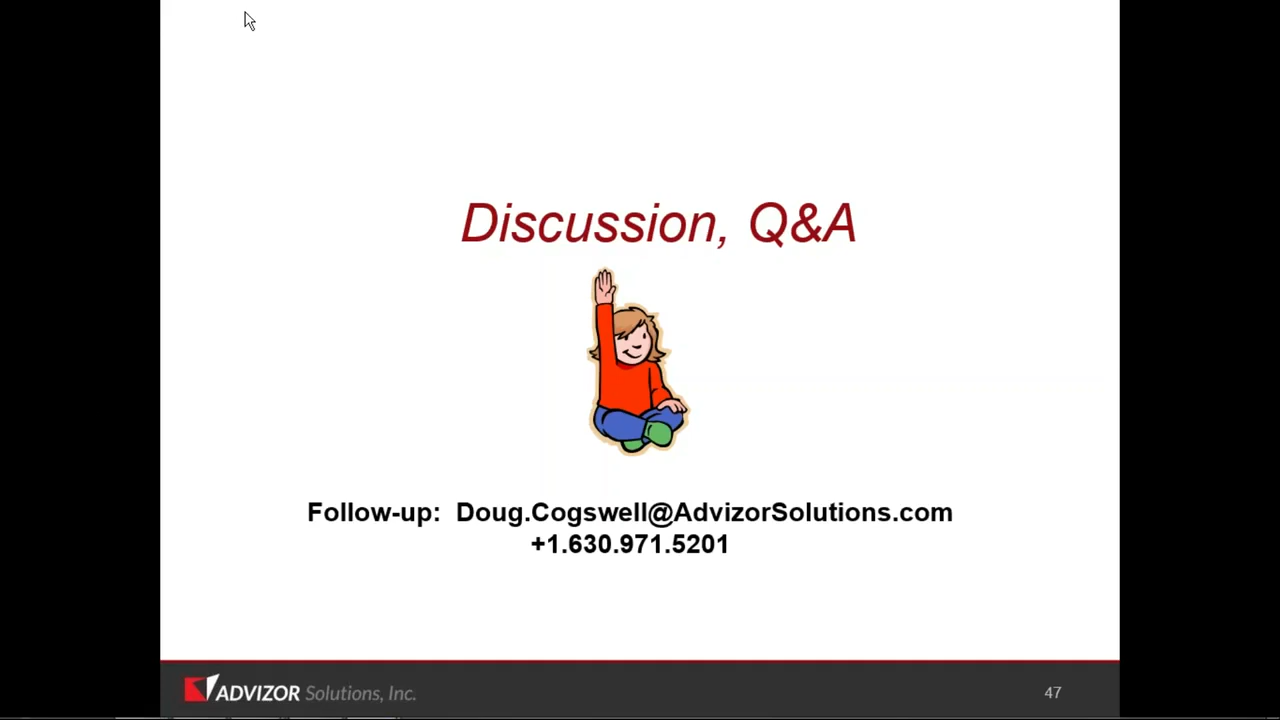 Discussion, Q&A
Follow-up: Doug.Cogswell@AdvizorSolutions.com
+1.630.971.5201
ADVIZOR Solutions, Inc.
47